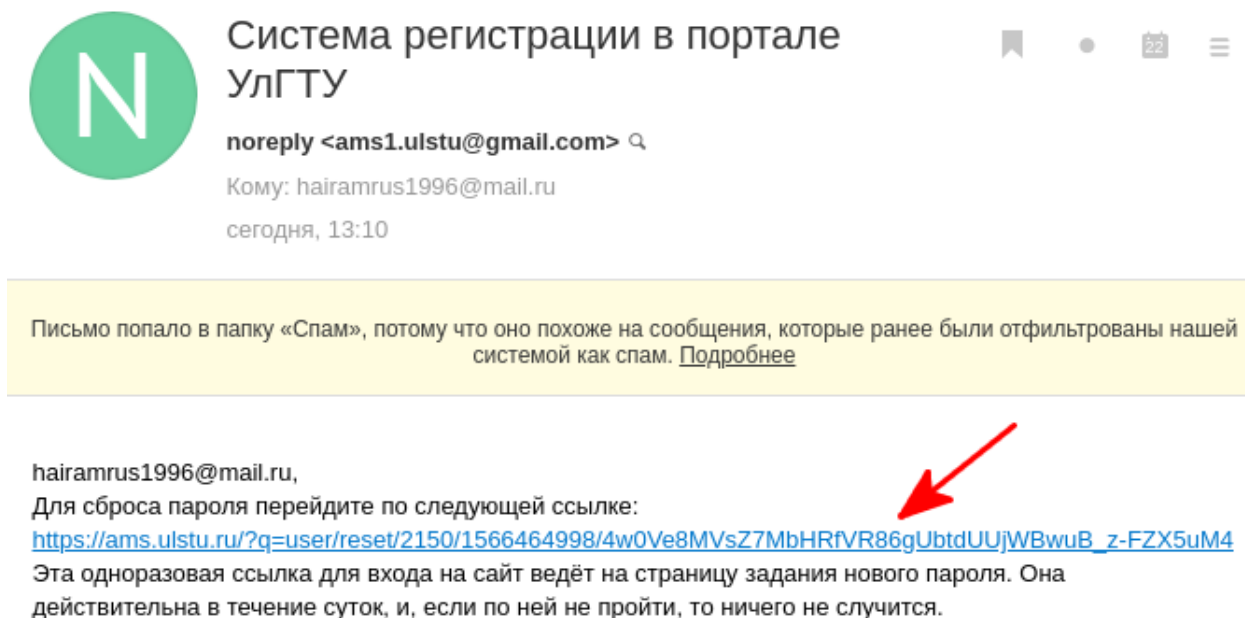 N
Система регистрации в портале
УлГТУ
22
noreply <ams1.ulstu@gmail.com>
Кому: hairamrus1996@mail.ru
сегодня, 13:10
Письмо попало в папку «Спам», потому что оно похоже на сообщения, которые ранее были отфильтрованы нашей
системой как спам. Подробнее
hairamrus1996@mail.ru,
Для сброса пароля перейдите по следующей ссылке:
https://ams.ulstu.ru/?q=user/reset/2150/1566464998/4w0Ve8MVsZ7MbHRfVR86gUbtdUUjWBwuB_z-FZX5uM4
Эта одноразовая ссылка для входа на сайт ведёт на страницу задания нового пароля. Она
действительна в течение суток, и, если по ней не пройти, то ничего не случится.